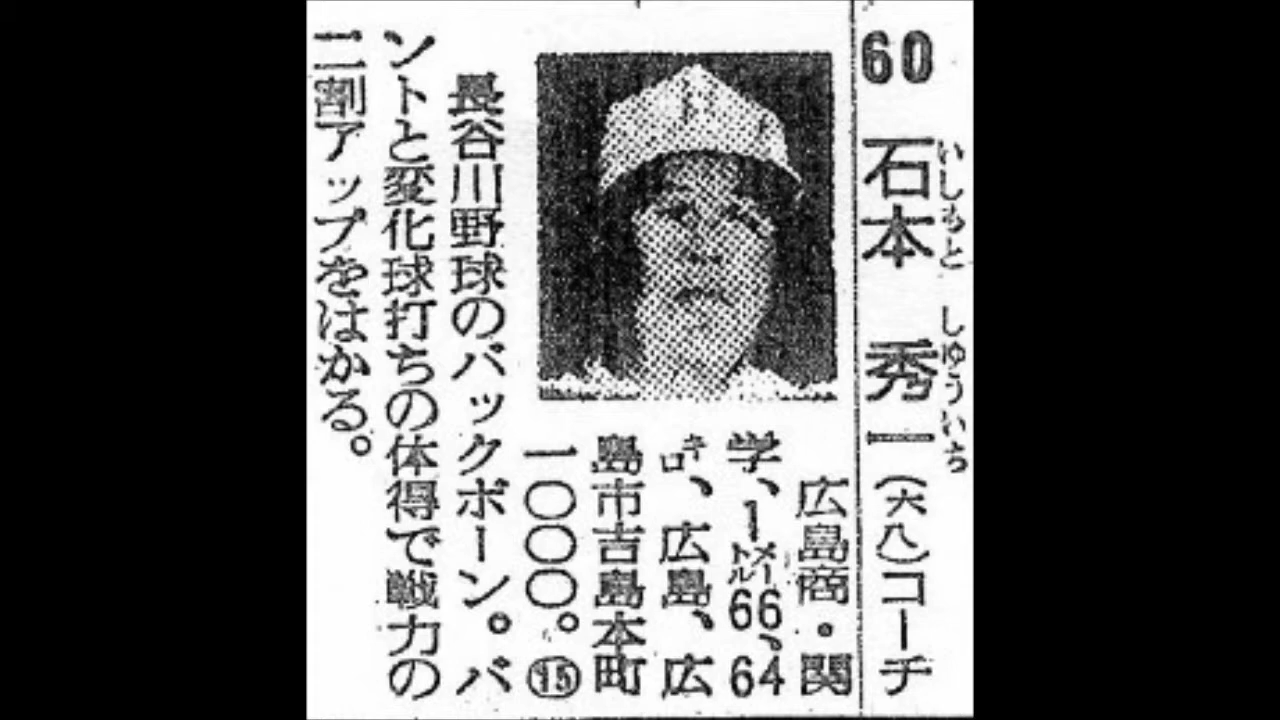 いしもと しゆういち
60 石本 秀一(六八)コーチ
広島商・関
学、1メートル66、64
キロ、広島、広
島市吉島本町
一〇〇〇。⑮
長谷川野球のバックボーン。バ
ントと変化球打ちの体得で戦力の
二割アップをはかる。